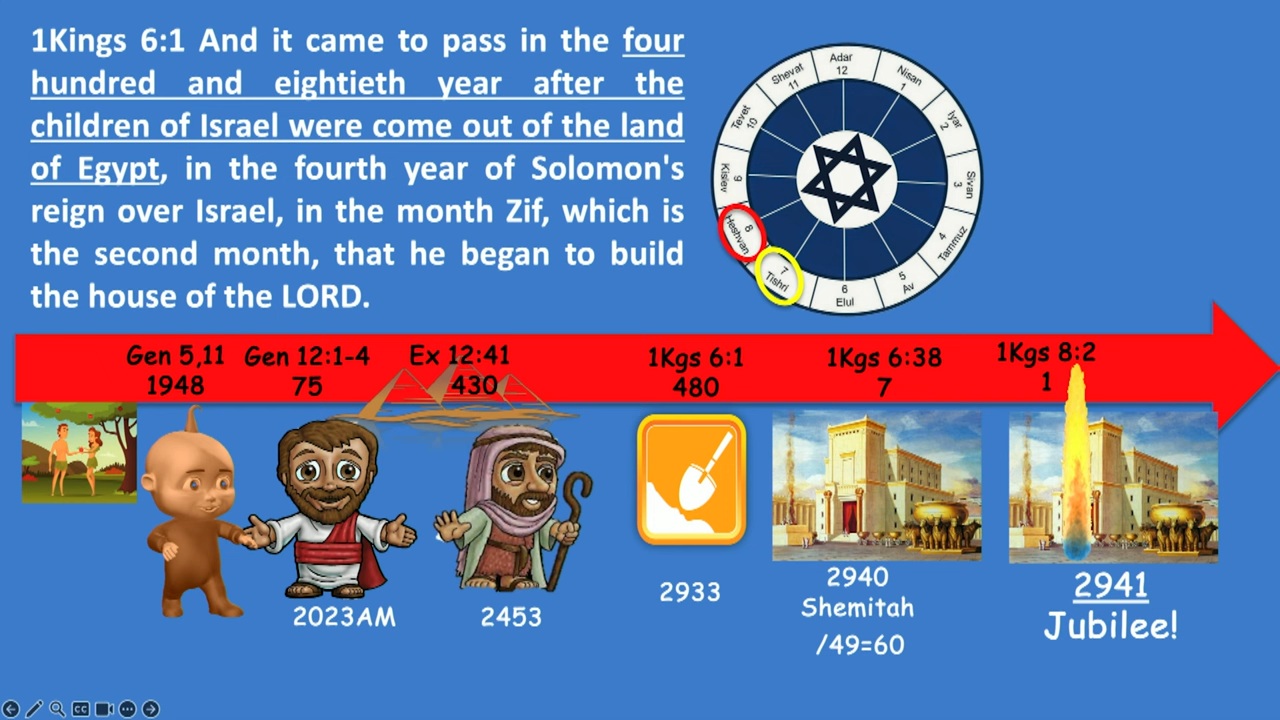 1Kings 6:1 And it came to pass in the four
hundred and eightieth year after the
children of Israel were come out of the land
of Egypt, in the fourth year of Solomon's
reign over Israel, in the month Zif, which is
the second month, that he began to build
the house of the LORD.
Adar
12
Nisan
1
Iyar
2
Sivan
3
Tammuz
4
Av
5
Elul
6
Tishri
7
Heshvan
8
Kislev
9
Tevet
10
Shevat
11
Gen 5,11
1948
Gen 12:1-4
75
Ex 12:41
430
1Kgs 6:1
480
1Kgs 6:38
7
1Kgs 8:2
1
2023AM
2453
2933
2940
Shemitah
/49=60
2941
Jubilee!
CC